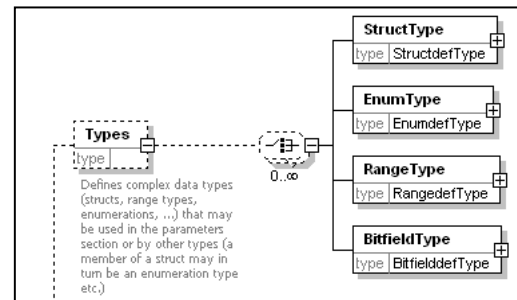 StructType
type StructdefType
EnumType
type EnumdefType
Types
type
0..∞
RangeType
type RangedefType
Defines complex data types
(structs, range types,
enumerations, ...) that may
be used in the parameters
section or by other types (a
member of a struct may in
turn be an enumeration type
etc.)
BitfieldType
type BitfielddefType